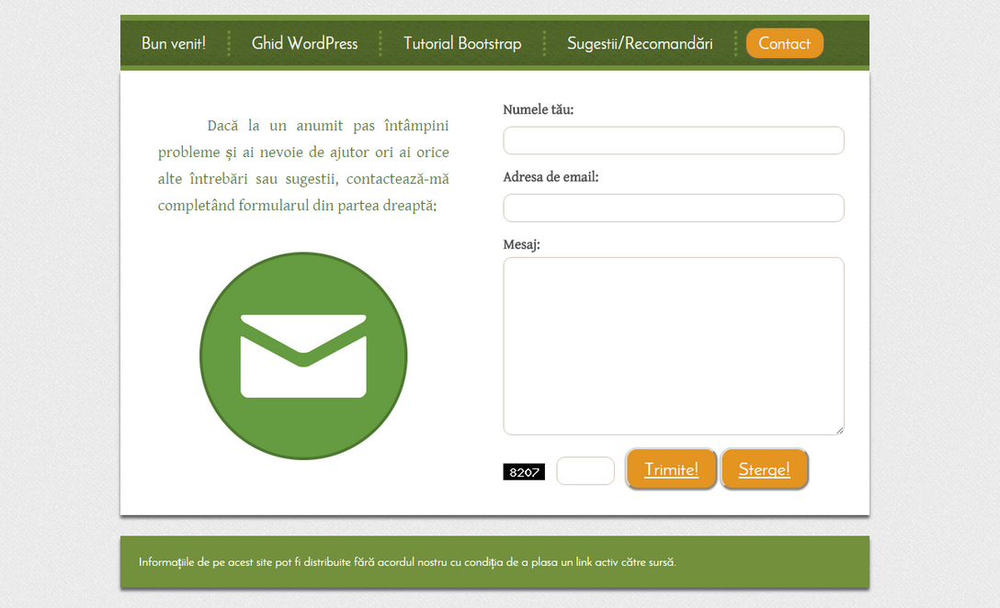 Bun venit!
Ghid WordPress
Tutorial Bootstrap
Sugestii/Recomandări
Contact
Dacă la un anumit pas întâmpini
probleme și ai nevoie de ajutor ori ai orice
alte întrebări sau sugestii, contactează-mă
completând formularul din partea dreaptă:
Numele tău:
Adresa de email:
Mesaj:
8207
Trimite!
Sterge!
Informațiile de pe acest site pot fi distribuite fără acordul nostru cu condiția de a plasa un link activ către sursă.